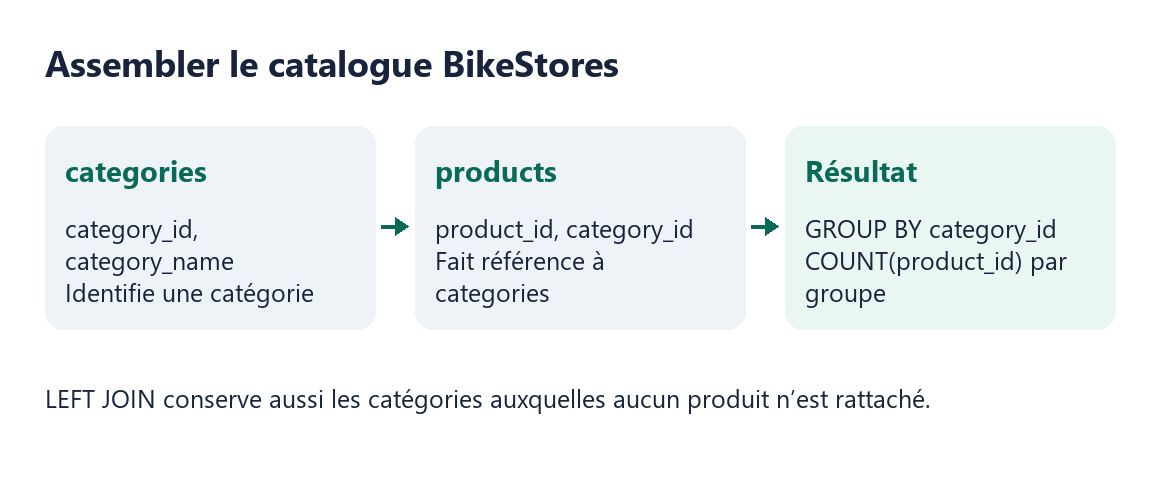 Assembler le catalogue BikeStores
categories
category_id,
category_name
Identifie une catégorie
products
product_id, category_id
Fait référence à
categories
Résultat
GROUP BY category_id
COUNT(product_id) par
groupe
LEFT JOIN conserve aussi les catégories auxquelles aucun produit n’est rattaché.